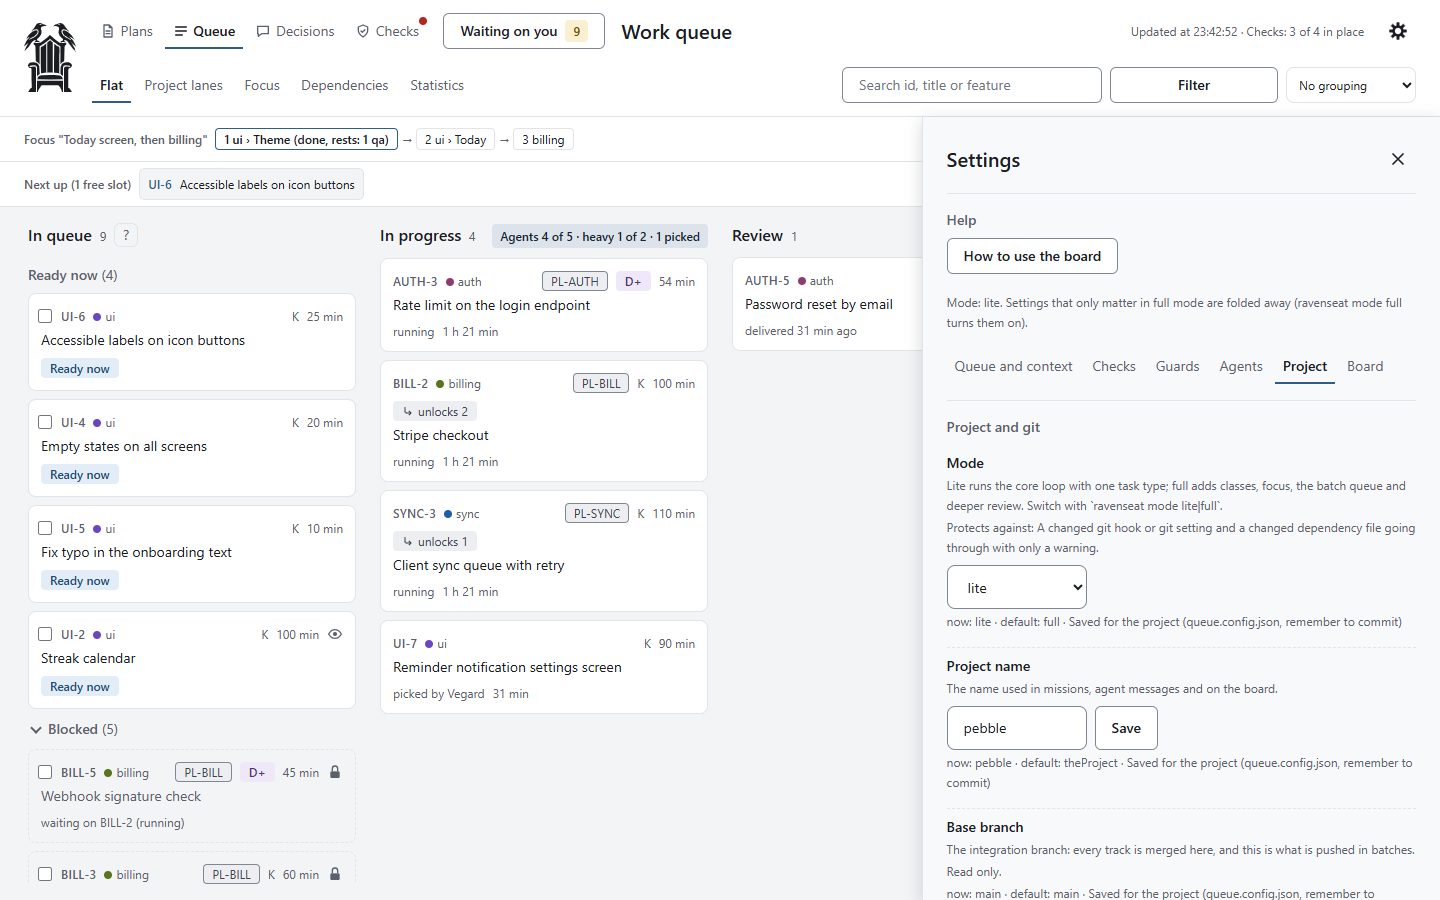 Plans
Queue
Decisions
Checks
Waiting on you 9
Work queue
Updated at 23:42:52 · Checks: 3 of 4 in place
Flat
Project lanes
Focus
Dependencies
Statistics
Search id, title or feature
Filter
No grouping
Focus "Today screen, then billing"
1 ui › Theme (done, rests: 1 qa)
→
2 ui › Today
→
3 billing
Next up (1 free slot)
UI-6 Accessible labels on icon buttons
In queue 9 ?
Ready now (4)
UI-6 ui K 25 min
Accessible labels on icon buttons
Ready now
UI-4 ui K 20 min
Empty states on all screens
Ready now
UI-5 ui K 10 min
Fix typo in the onboarding text
Ready now
UI-2 ui K 100 min
Streak calendar
Ready now
Blocked (5)
BILL-5 billing PL-BILL D+ 45 min
Webhook signature check
waiting on BILL-2 (running)
BILL-3 billing PL-BILL K 60 min
In progress 4
Agents 4 of 5 · heavy 1 of 2 · 1 picked
AUTH-3 auth PL-AUTH D+ 54 min
Rate limit on the login endpoint
running 1 h 21 min
BILL-2 billing PL-BILL K 100 min
↳ unlocks 2
Stripe checkout
running 1 h 21 min
SYNC-3 sync PL-SYNC K 110 min
↳ unlocks 1
Client sync queue with retry
running 1 h 21 min
UI-7 ui K 90 min
Reminder notification settings screen
picked by Vegard 31 min
Review 1
AUTH-5 auth
Password reset by email
delivered 31 min ago
Settings
Help
How to use the board
Mode: lite. Settings that only matter in full mode are folded away (ravenseat mode full
turns them on).
Queue and context
Checks
Guards
Agents
Project
Board
Project and git
Mode
Lite runs the core loop with one task type; full adds classes, focus, the batch queue and
deeper review. Switch with `ravenseat mode lite|full`.
Protects against: A changed git hook or git setting and a changed dependency file going
through with only a warning.
lite
now: lite · default: full · Saved for the project (queue.config.json, remember to commit)
Project name
The name used in missions, agent messages and on the board.
pebble
Save
now: pebble · default: theProject · Saved for the project (queue.config.json, remember to
commit)
Base branch
The integration branch: every track is merged here, and this is what is pushed in batches.
Read only.
now: main · default: main · Saved for the project (queue.config.json, remember to